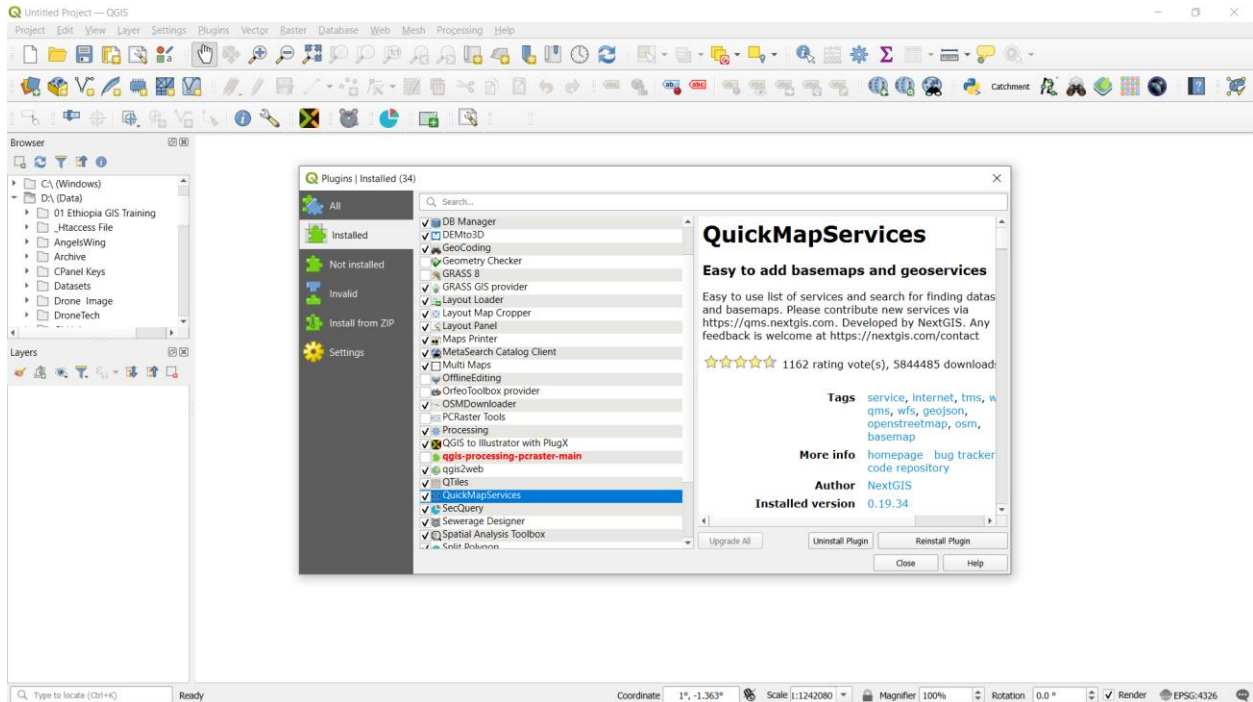 Untitled Project — QGIS
Project Edit View Layer Settings Plugins Vector Raster Database Web Mesh Processing Help
abc abc
Catchment
Browser
C:\ (Windows)
D:\ (Data)
01 Ethiopia GIS Training
_Htaccess File
AngelsWing
Archive
CPanel Keys
Datasets
Drone Image
DroneTech
Layers
Plugins | Installed (34)
All
Installed
Not installed
Invalid
Install from ZIP
Settings
Search...
DB Manager
DEMto3D
GeoCoding
Geometry Checker
GRASS 8
GRASS GIS provider
Layout Loader
Layout Map Cropper
Layout Panel
Maps Printer
MetaSearch Catalog Client
Multi Maps
OfflineEditing
OrfeoToolbox provider
OSMDownloader
PCRaster Tools
Processing
QGIS to Illustrator with PlugX
qgis-processing-pcraster-main
qgis2web
QTiles
QuickMapServices
SecQuery
Sewerage Designer
Spatial Analysis Toolbox
Split Polygon
QuickMapServices
Easy to add basemaps and geoservices
Easy to use list of services and search for finding datas
and basemaps. Please contribute new services via
https://qms.nextgis.com. Developed by NextGIS. Any
feedback is welcome at https://nextgis.com/contact
1162 rating vote(s), 5844485 download
Tags service, internet, tms, w
qms, wfs, geojson,
openstreetmap, osm,
basemap
More info homepage bug tracker
code repository
Author NextGIS
Installed version 0.19.34
Upgrade All Uninstall Plugin Reinstall Plugin
Close Help
Type to locate (Ctrl+K) Ready Coordinate 1°, -1.363° Scale 1:1242080 Magnifier 100% Rotation 0.0 ° Render EPSG:4326